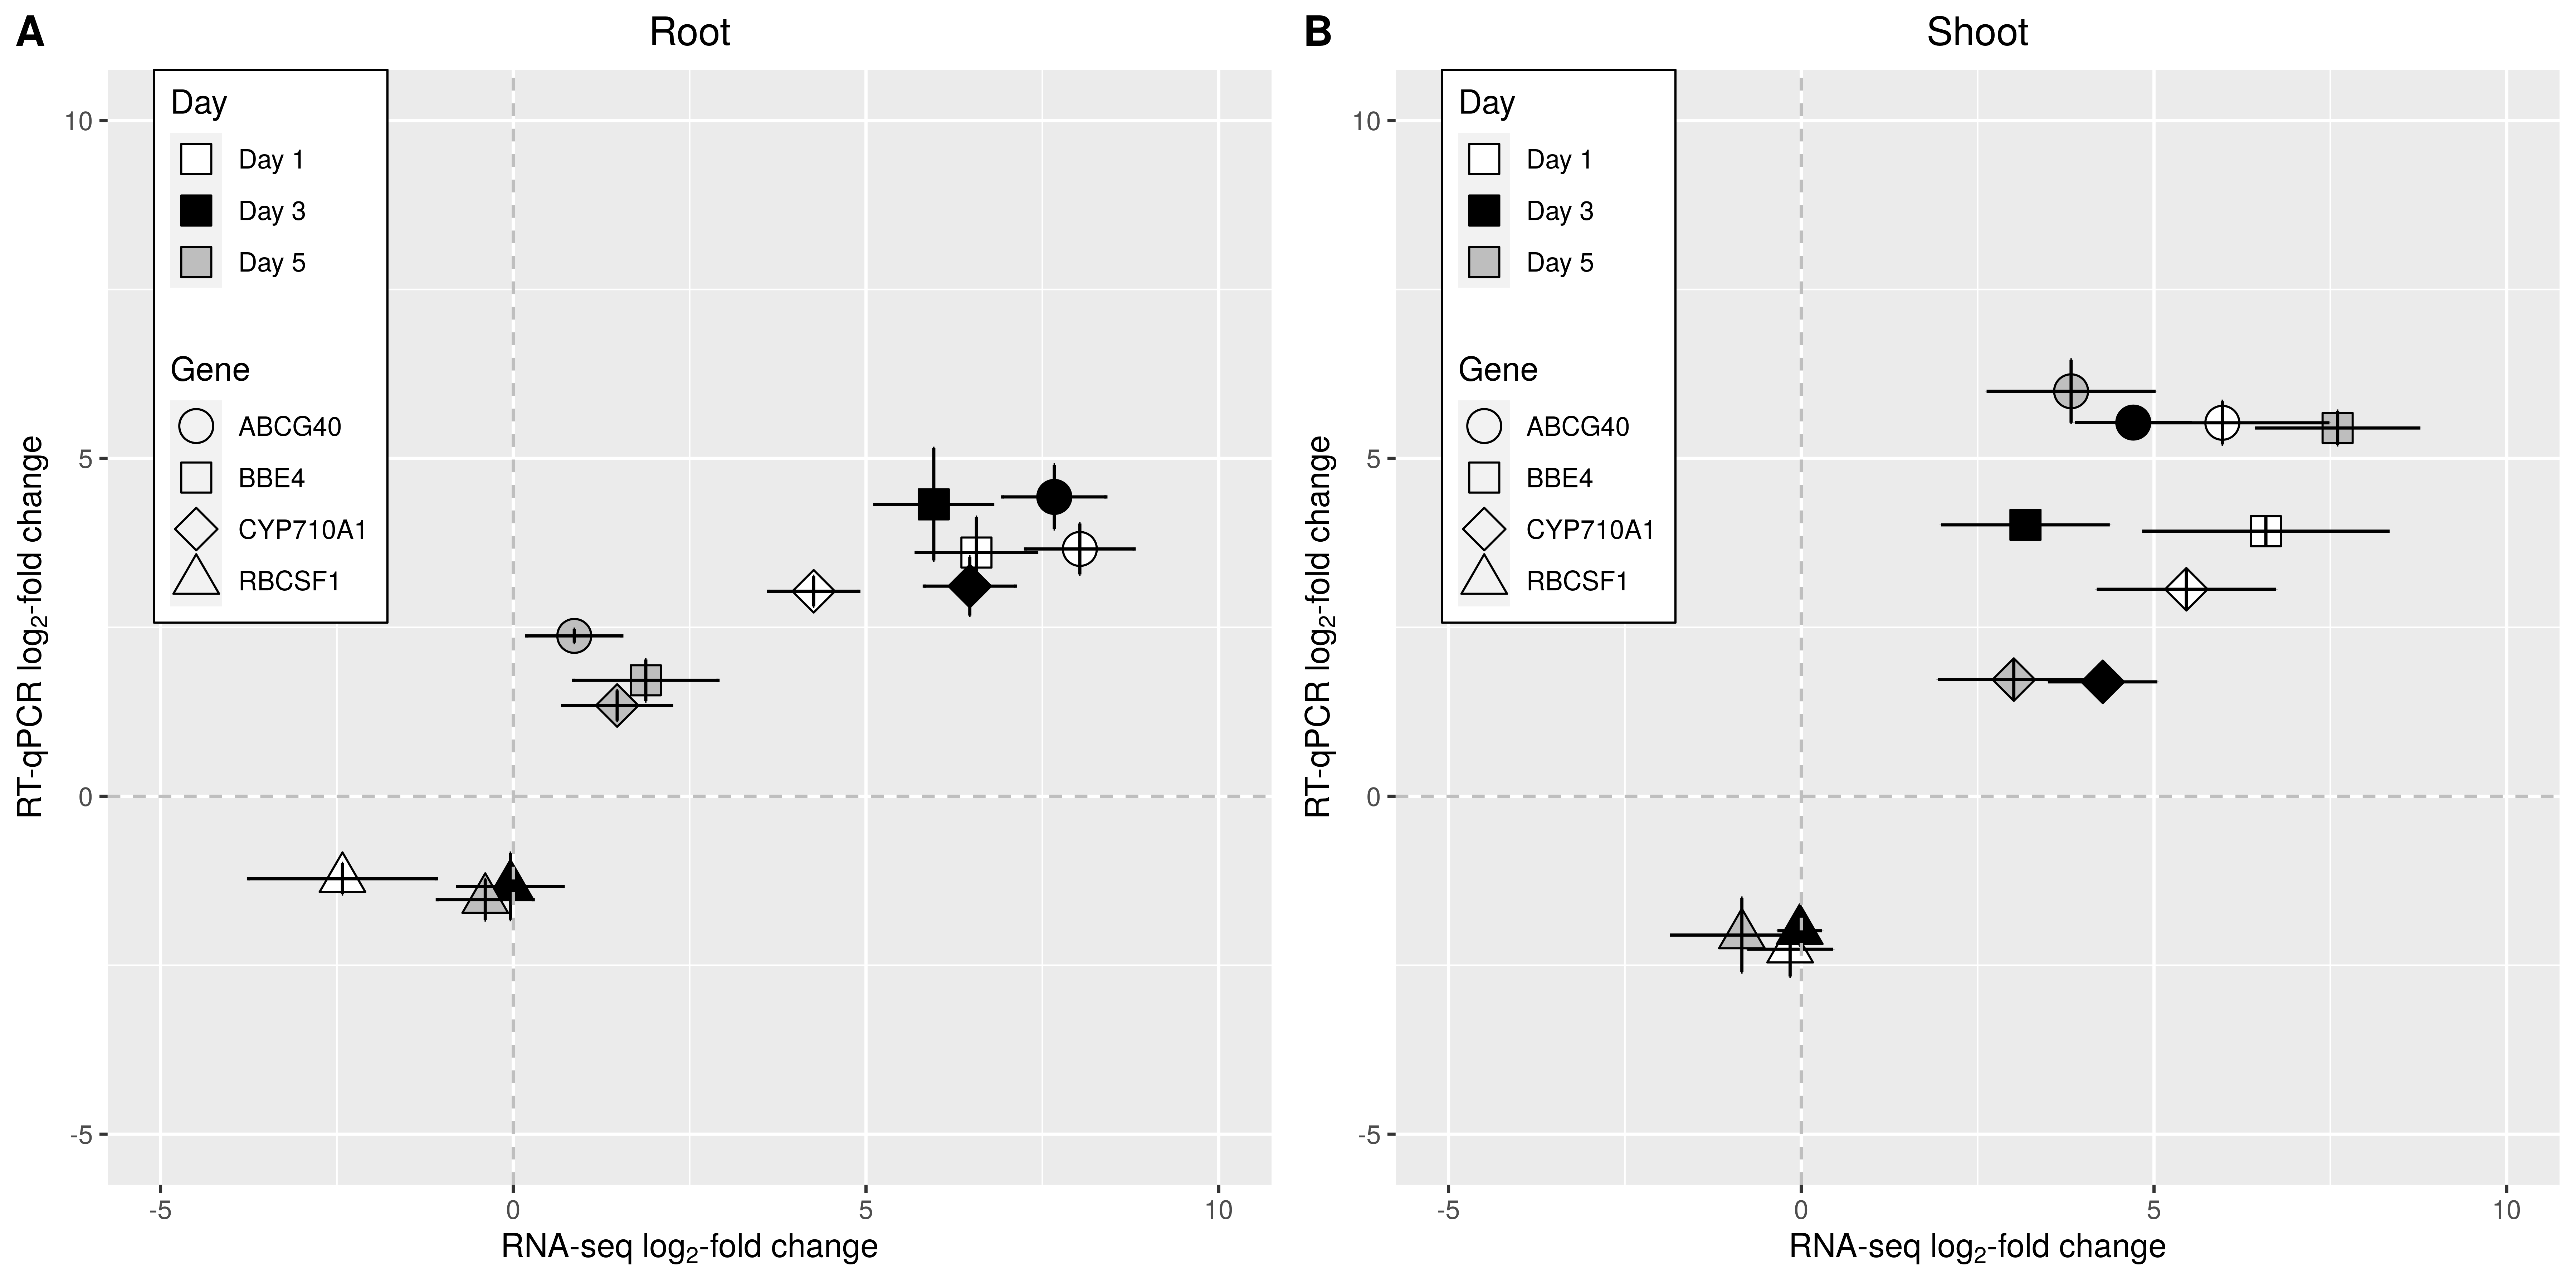 A
Root
Day
Day 1
Day 3
Day 5
Gene
ABCG40
BBE4
CYP710A1
RBCSF1
10
5
0
-5
-5
0
5
10
RT-qPCR log₂-fold change
RNA-seq log₂-fold change
B
Shoot
Day
Day 1
Day 3
Day 5
Gene
ABCG40
BBE4
CYP710A1
RBCSF1
10
5
0
-5
-5
0
5
10
RT-qPCR log₂-fold change
RNA-seq log₂-fold change